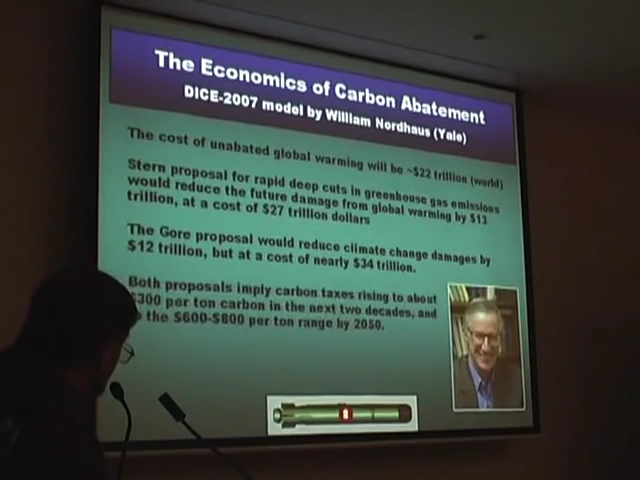 The Economics of Carbon Abatement
DICE-2007 model by William Nordhaus (Yale)
The cost of unabated global warming will be ~$22 trillion (world)
Stern proposal for rapid deep cuts in greenhouse gas emissions
would reduce the future damage from global warming by $13
trillion, at a cost of $27 trillion dollars
The Gore proposal would reduce climate change damages by
$12 trillion, but at a cost of nearly $34 trillion.
Both proposals imply carbon taxes rising to about
$300 per ton carbon in the next two decades, and
the $600-$800 per ton range by 2050.